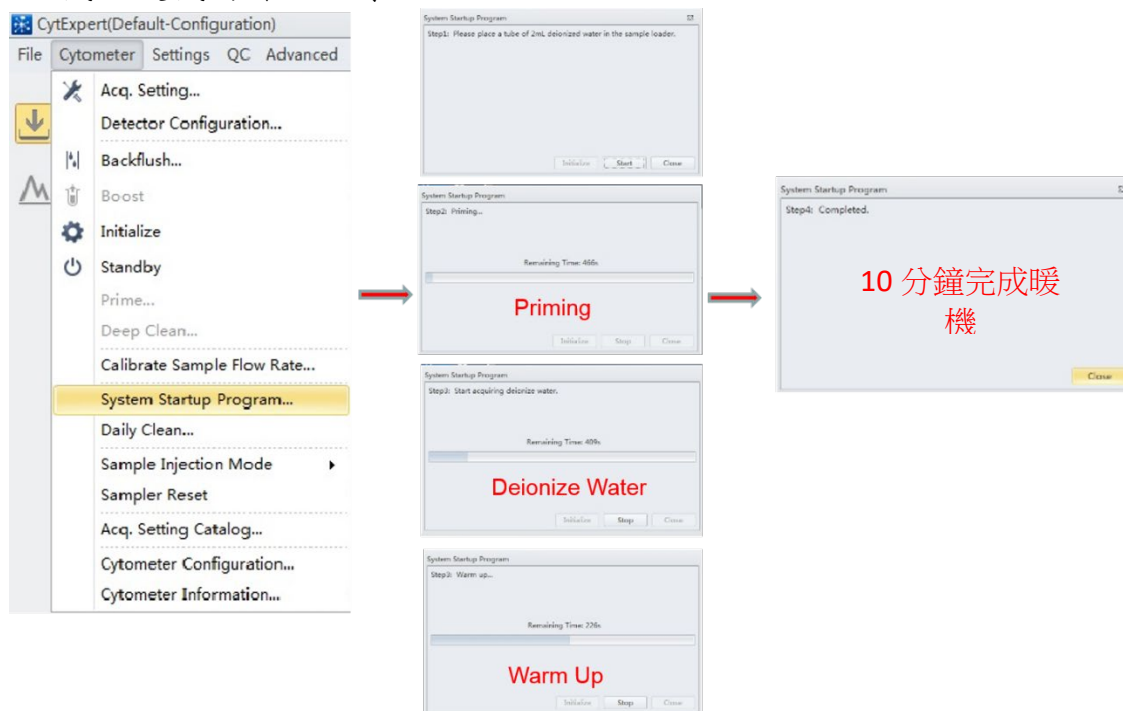 CytExpert(Default-Configuration)
File Cytometer Settings QC Advanced
Acq. Setting...
Detector Configuration...
Backflush...
Boost
Initialize
Standby
Prime...
Deep Clean...
Calibrate Sample Flow Rate...
System Startup Program...
Daily Clean...
Sample Injection Mode
Sampler Reset
Acq. Setting Catalog...
Cytometer Configuration...
Cytometer Information...
System Startup Program
Step1: Please place a tube of 2mL deionized water in the sample loader.
Initialize Start Close
System Startup Program
Step2: Priming...
Remaining Time: 466s
Priming
Initialize Stop Close
System Startup Program
Step3: Start acquiring deionize water.
Remaining Time: 409s
Deionize Water
Initialize Stop Close
System Startup Program
Step3: Warm up...
Remaining Time: 226s
Warm Up
Initialize Stop Close
System Startup Program
Step4: Completed.
10 分鐘完成暖
機
Close